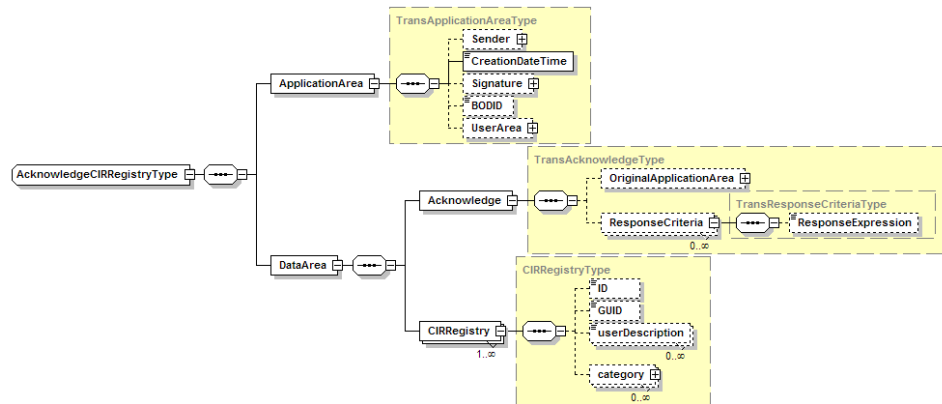 TransApplicationAreaType
Sender
CreationDateTime
ApplicationArea
Signature
BODID
UserArea
TransAcknowledgeType
AcknowledgeCIRRegistryType
OriginalApplicationArea
Acknowledge
TransResponseCriteriaType
ResponseCriteria
ResponseExpression
0..∞
DataArea
CIRRegistryType
ID
GUID
CIRRegistry
userDescription
1..∞
0..∞
category
0..∞